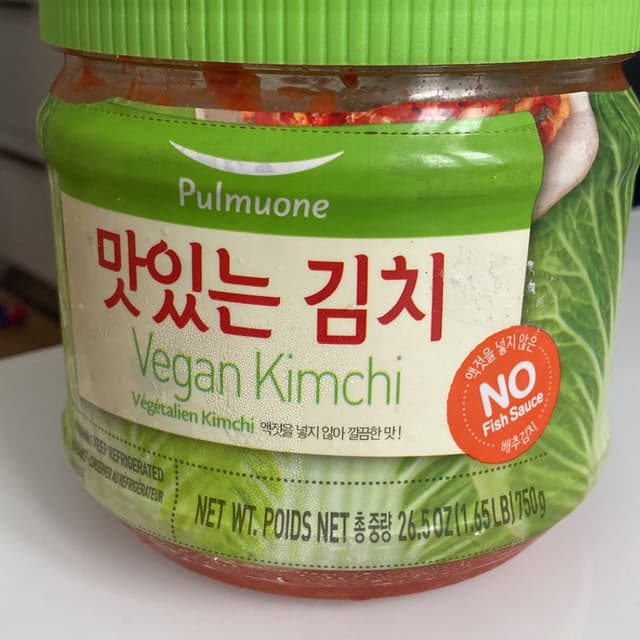 Pulmuone
맛있는 김치
Vegan Kimchi
Végétalien Kimchi 액젓을 넣지 않아 깔끔한 맛!
액젓을 넣지 않은
NO
Fish Sauce
배추김치
& KEEP REFRIGERATED
CONSERVER AU RÉFRIGÉRATEUR
NET WT. POIDS NET 총중량 26.5 OZ (1.65 LB) 750g